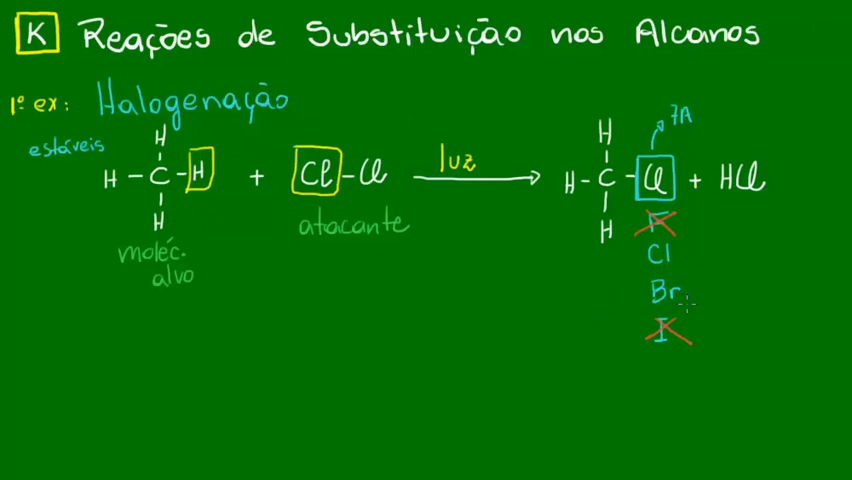 K Reações de Substituição nos Alcanos
1º ex: Halogenação
estáveis
H H
7A
H - C - H + Cl - Cl luz H - C - Cl + HCl
H H
moléc. alvo
atacante
F
Cl
Br
I